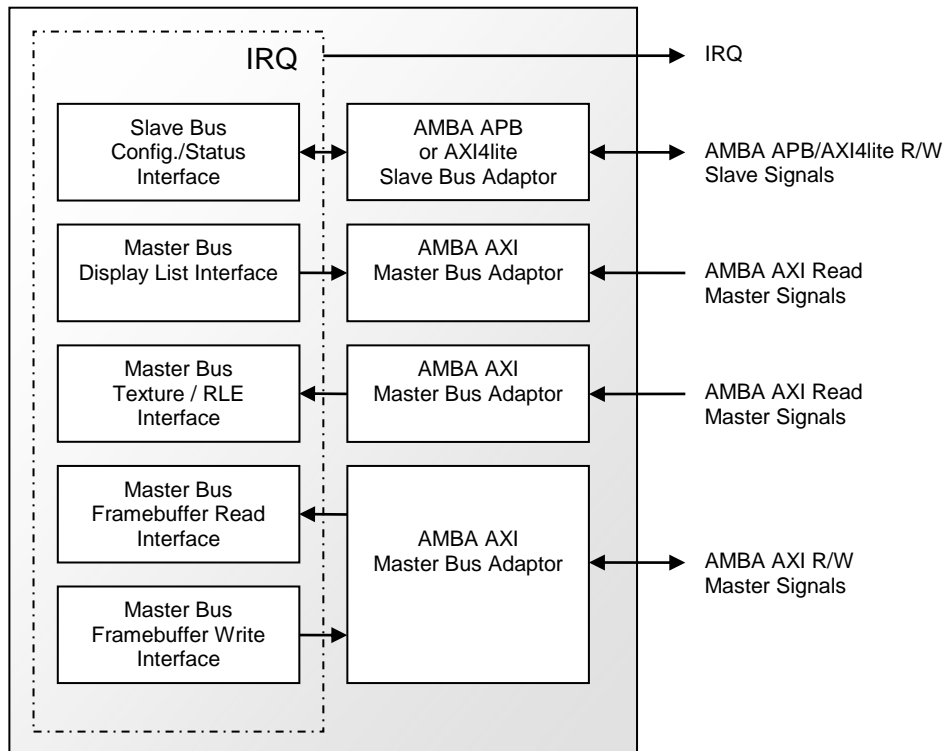 IRQ
IRQ
Slave Bus
Config./Status
Interface
AMBA APB
or AXI4lite
Slave Bus Adaptor
AMBA APB/AXI4lite R/W
Slave Signals
Master Bus
Display List Interface
AMBA AXI
Master Bus Adaptor
AMBA AXI Read
Master Signals
Master Bus
Texture / RLE
Interface
AMBA AXI
Master Bus Adaptor
AMBA AXI Read
Master Signals
Master Bus
Framebuffer Read
Interface
AMBA AXI
Master Bus Adaptor
AMBA AXI R/W
Master Signals
Master Bus
Framebuffer Write
Interface